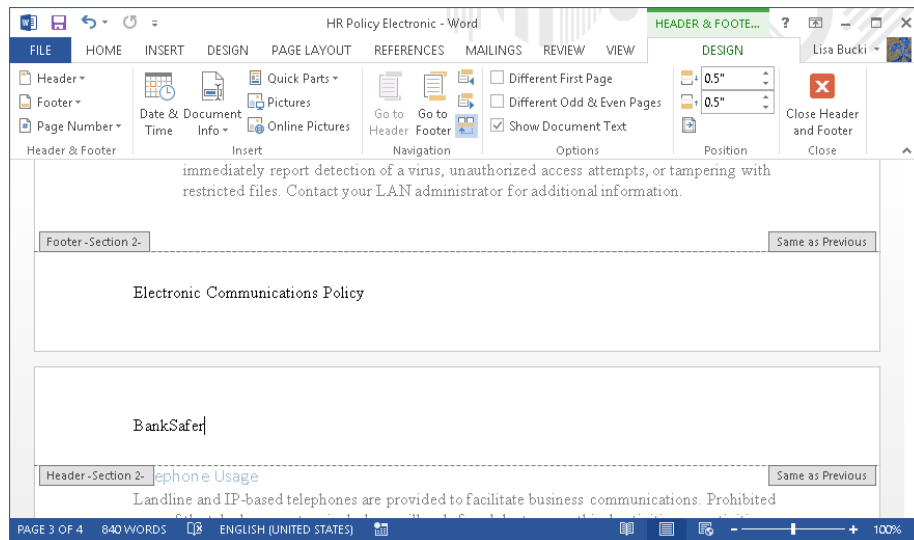 HR Policy Electronic - Word
HEADER & FOOTE...
?
FILE HOME INSERT DESIGN PAGE LAYOUT REFERENCES MAILINGS REVIEW VIEW DESIGN Lisa Bucki
Header
Footer
Page Number
Header & Footer
Date & Time
Document Info
Quick Parts
Pictures
Online Pictures
Insert
Go to Header
Go to Footer
Navigation
Different First Page
Different Odd & Even Pages
Show Document Text
Options
0.5"
0.5"
Position
Close Header and Footer
Close
immediately report detection of a virus, unauthorized access attempts, or tampering with
restricted files. Contact your LAN administrator for additional information.
Footer -Section 2-
Same as Previous
Electronic Communications Policy
BankSafer
Header -Section 2-
ephone Usage
Same as Previous
Landline and IP-based telephones are provided to facilitate business communications. Prohibited
PAGE 3 OF 4 840 WORDS ENGLISH (UNITED STATES) 100%